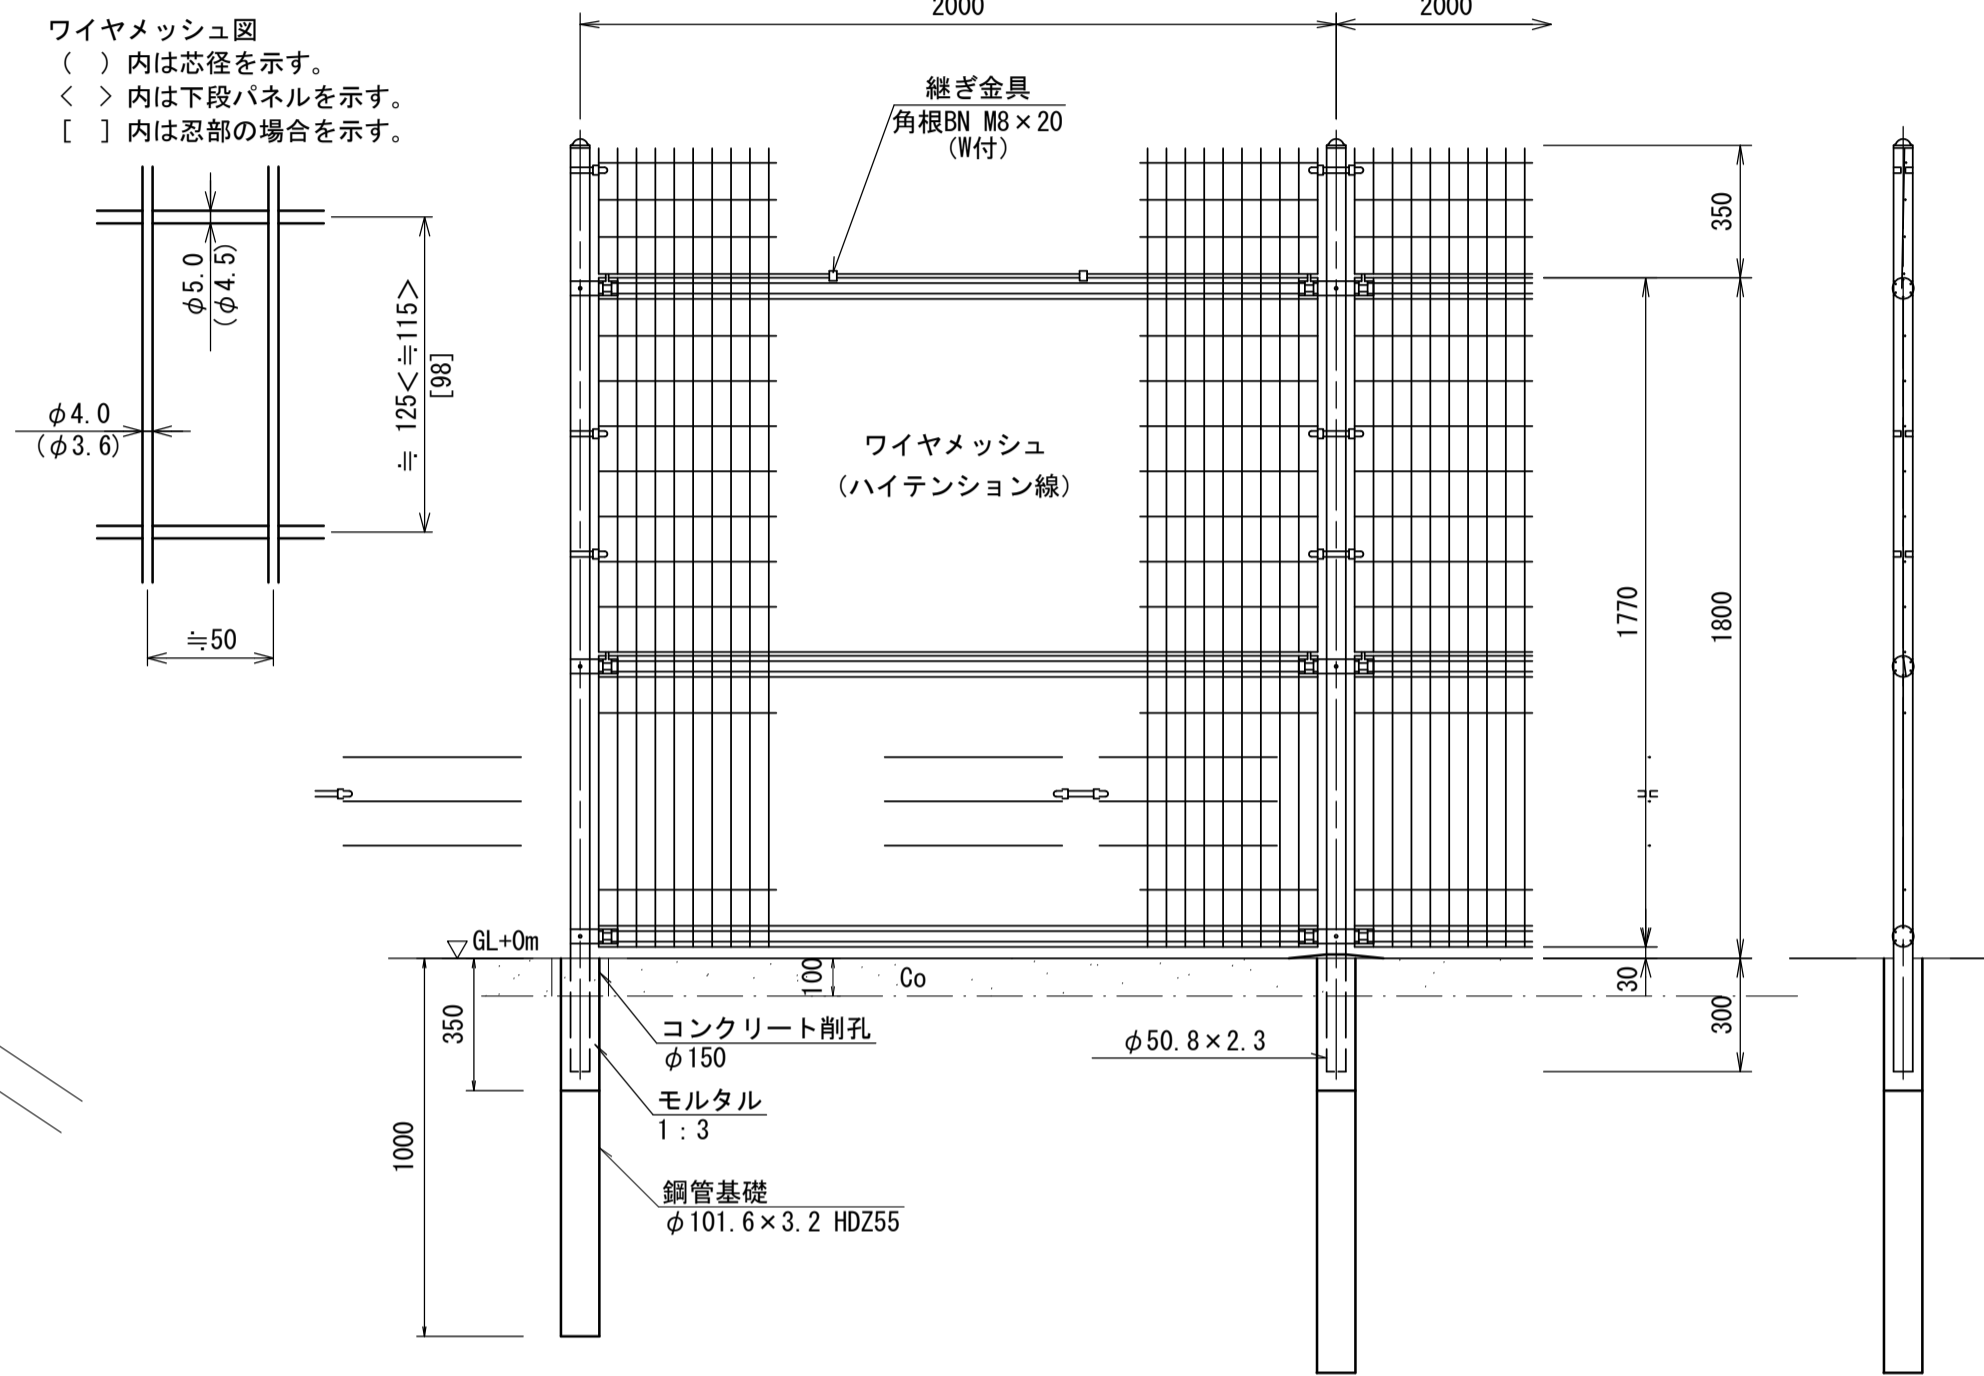 ワイヤメッシュ図
( ) 内は芯径を示す。
< > 内は下段パネルを示す。
[ ] 内は忍部の場合を示す。
φ5.0
(φ4.5)
≒ 125<≒115>
[98]
φ4.0
(φ3.6)
≒50
2000
2000
継ぎ金具
角根BN M8×20
(W付)
ワイヤメッシュ
(ハイテンション線)
350
1770
1800
30
300
GL+0m
100
Co
350
1000
コンクリート削孔
φ150
モルタル
1:3
鋼管基礎
φ101.6×3.2 HDZ55
φ50.8×2.3